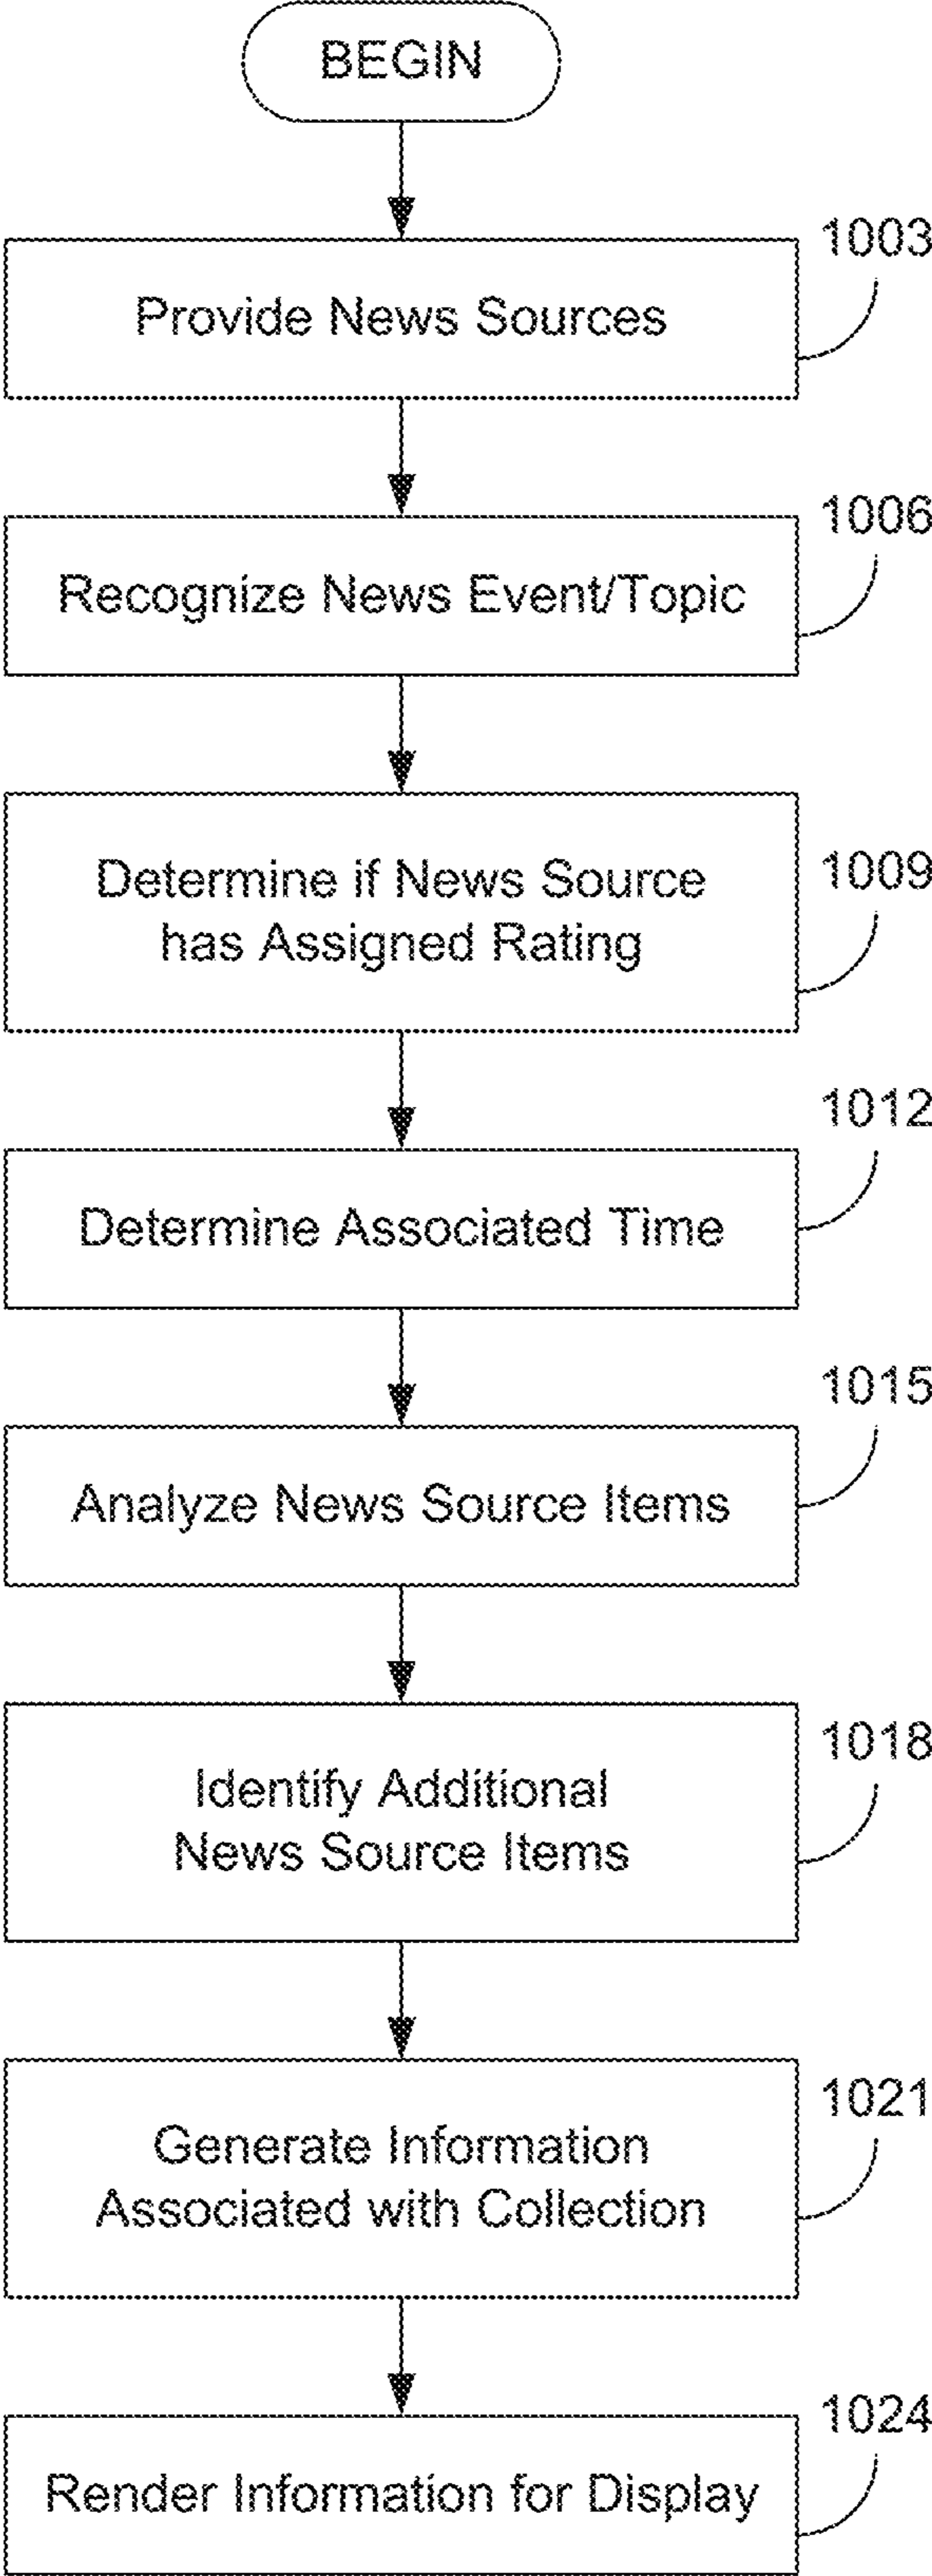 BEGIN
1003
Provide News Sources
1006
Recognize News Event/Topic
1009
Determine if News Source
has Assigned Rating
1012
Determine Associated Time
1015
Analyze News Source Items
1018
Identify Additional
News Source Items
1021
Generate Information
Associated with Collection
1024
Render Information for Display